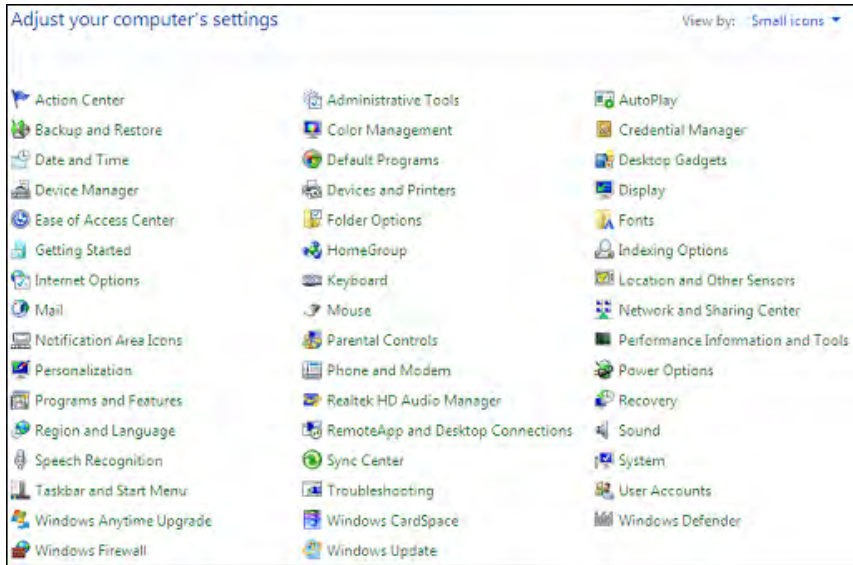 Adjust your computer's settings View by: Small icons
Action Center Administrative Tools AutoPlay
Backup and Restore Color Management Credential Manager
Date and Time Default Programs Desktop Gadgets
Device Manager Devices and Printers Display
Ease of Access Center Folder Options Fonts
Getting Started HomeGroup Indexing Options
Internet Options Keyboard Location and Other Sensors
Mail Mouse Network and Sharing Center
Notification Area Icons Parental Controls Performance Information and Tools
Personalization Phone and Modem Power Options
Programs and Features Realtek HD Audio Manager Recovery
Region and Language RemoteApp and Desktop Connections Sound
Speech Recognition Sync Center System
Taskbar and Start Menu Troubleshooting User Accounts
Windows Anytime Upgrade Windows CardSpace Windows Defender
Windows Firewall Windows Update